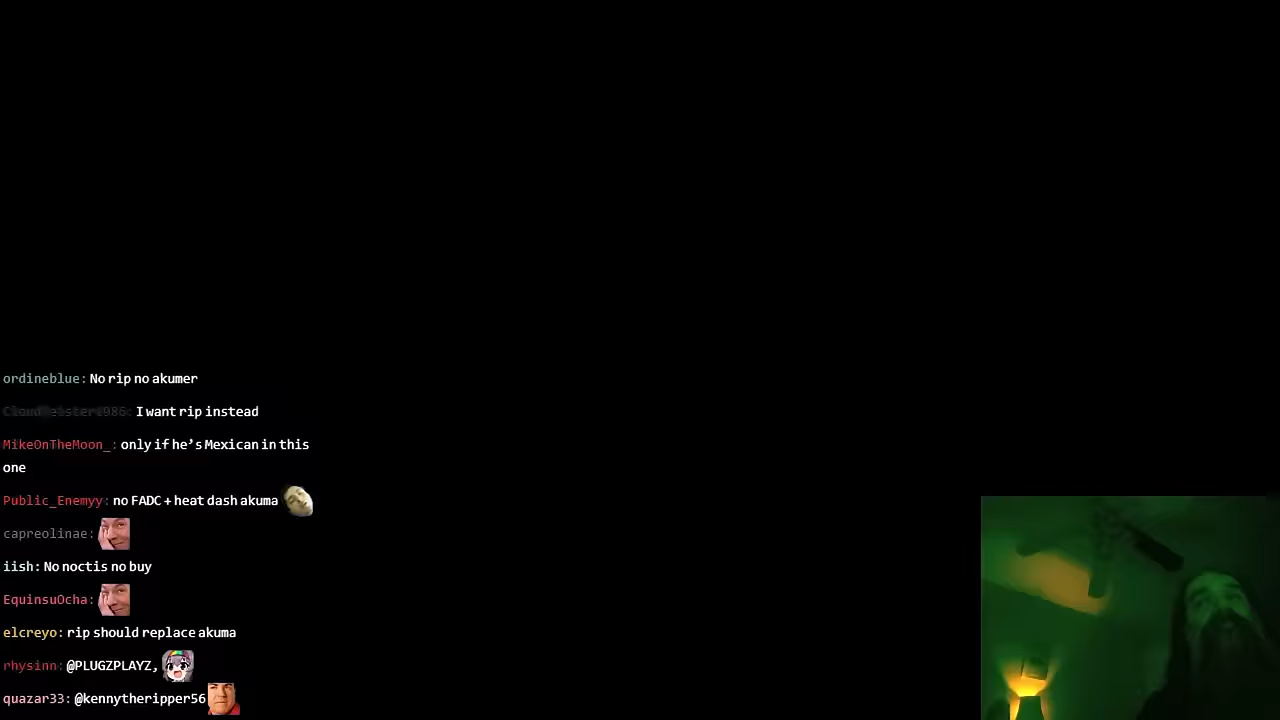 ordineblue: No rip no akumer
I want rip instead
MikeOnTheMoon_: only if he's Mexican in this
one
Public_Enemyy: no FADC + heat dash akuma
capreolinae:
iish: No noctis no buy
EquinsuOcha:
elcreyo: rip should replace akuma
rhysinn: @PLUGZPLAYZ,
quazar33: @kennytheripper56